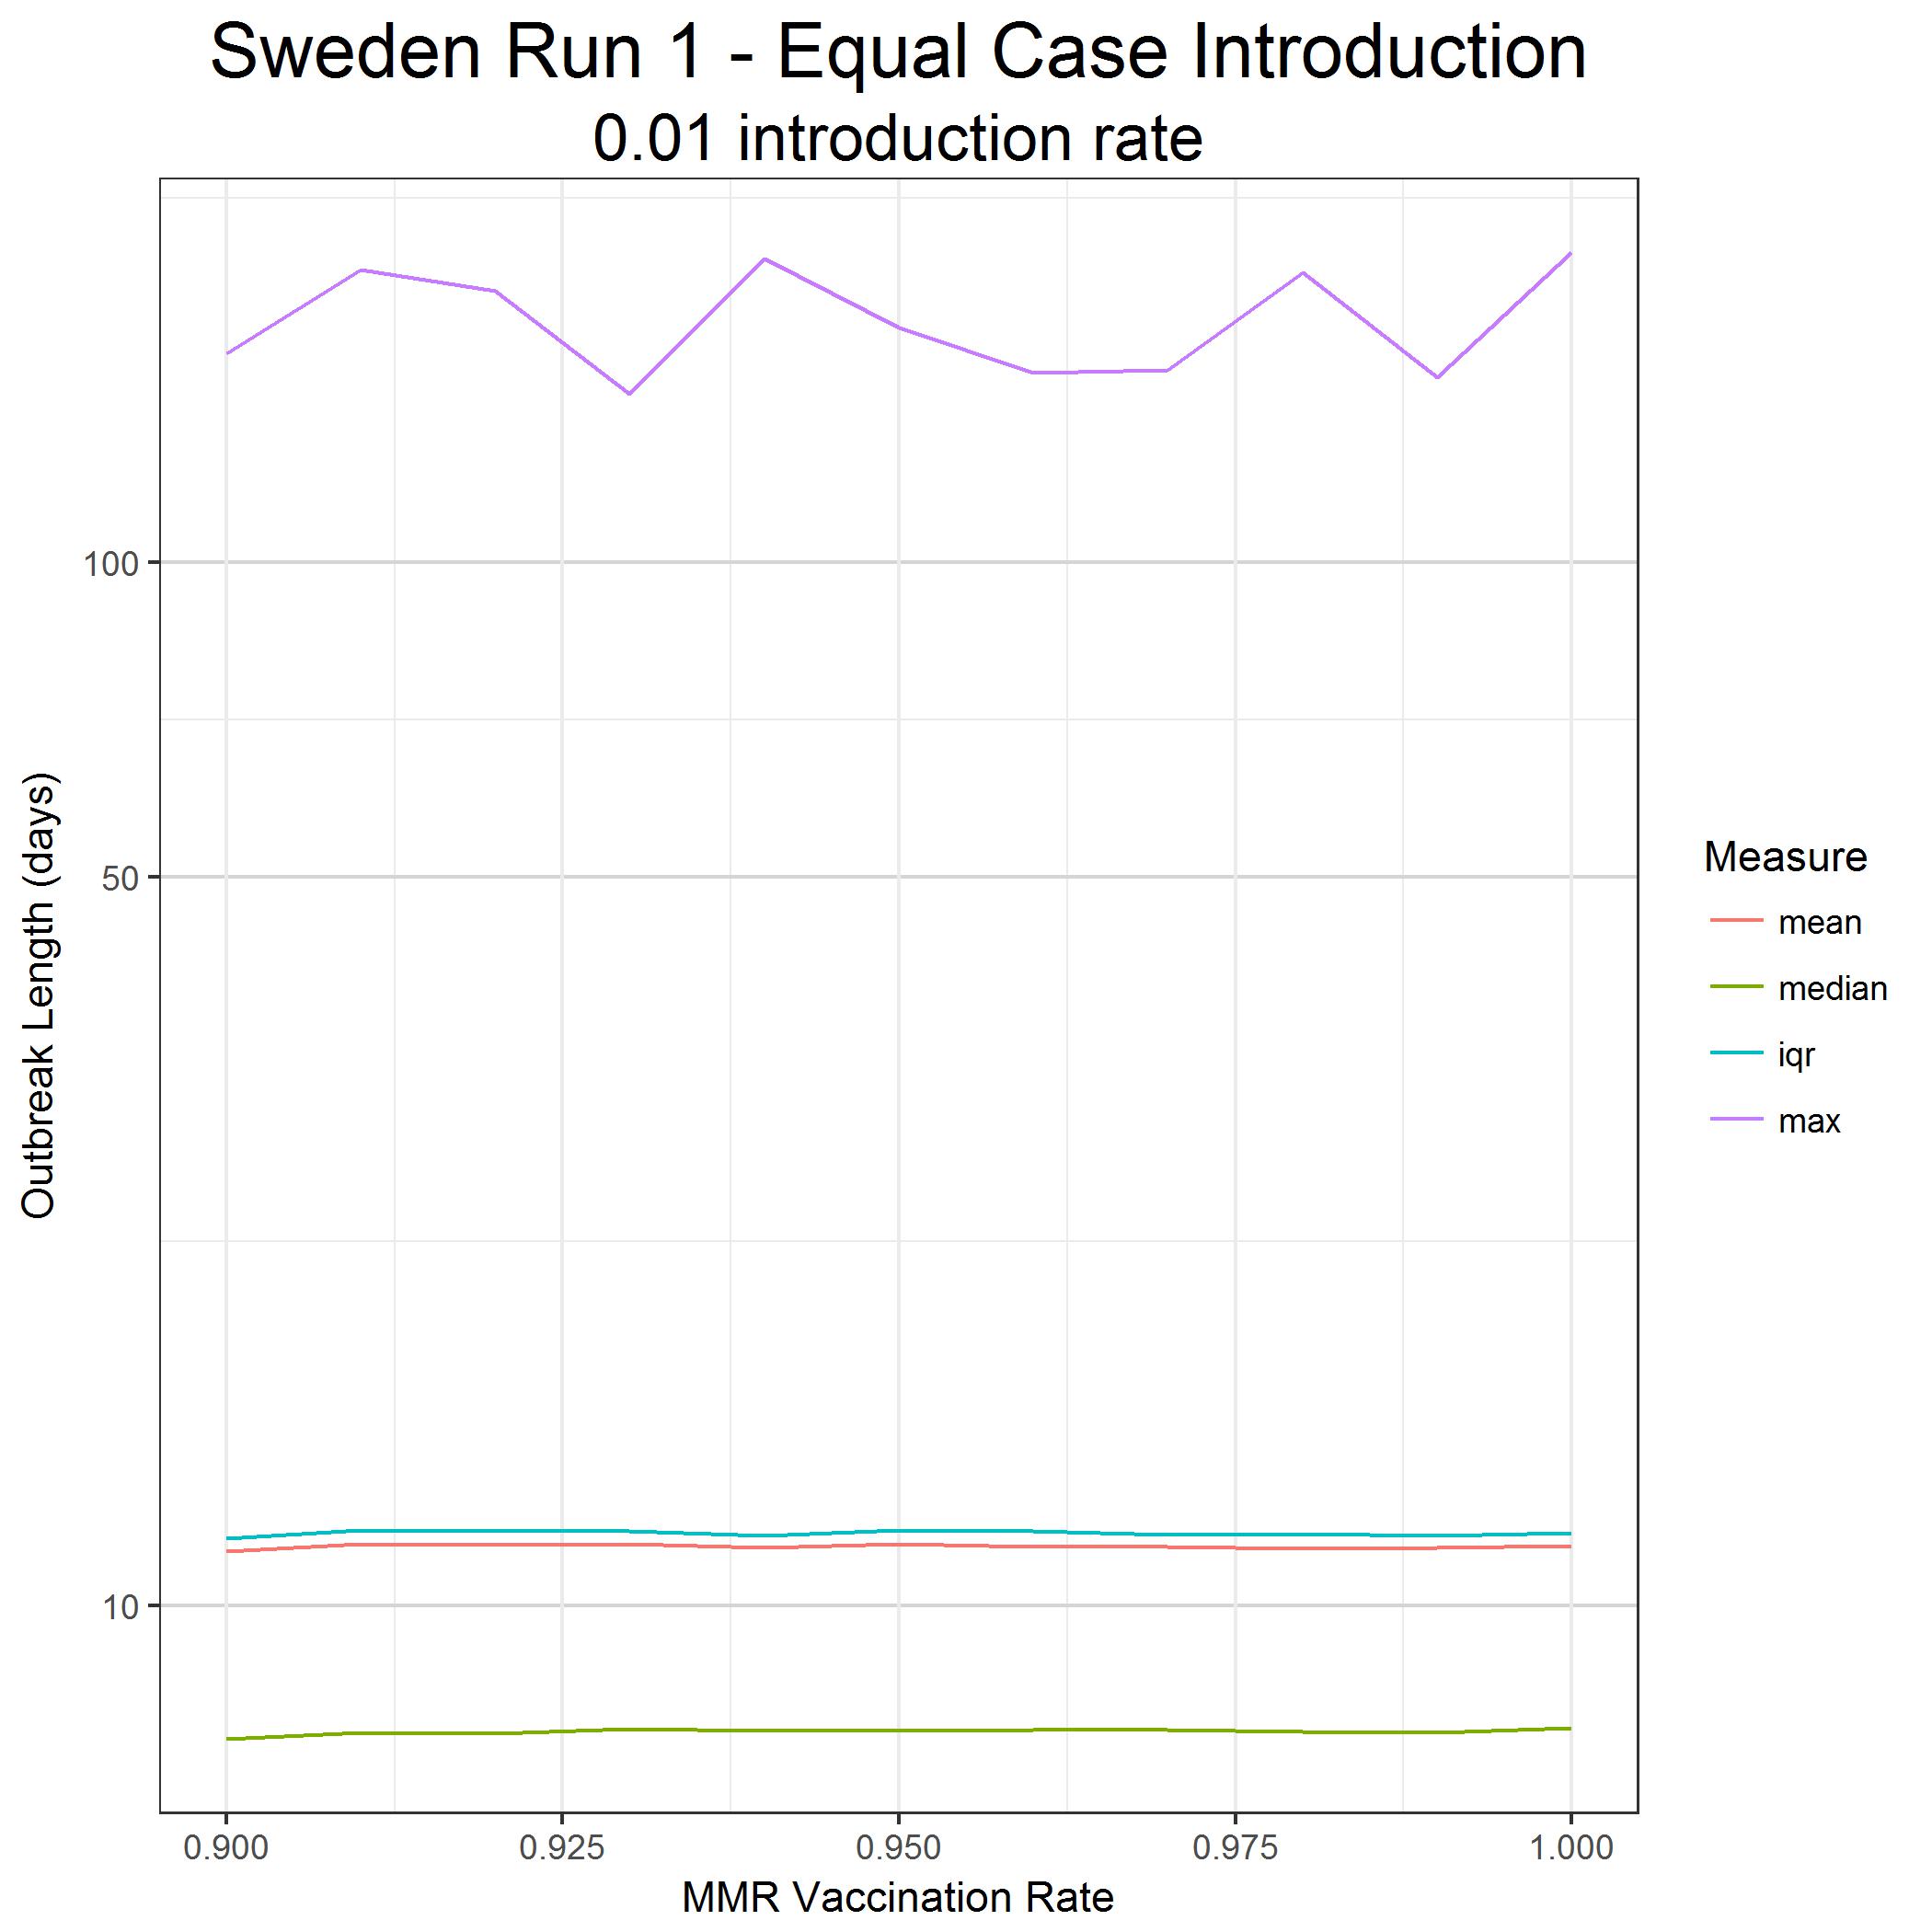 Sweden Run 1 - Equal Case Introduction
0.01 introduction rate
Outbreak Length (days)
100
50
10
0.900
0.925
0.950
0.975
1.000
MMR Vaccination Rate
Measure
mean
median
iqr
max